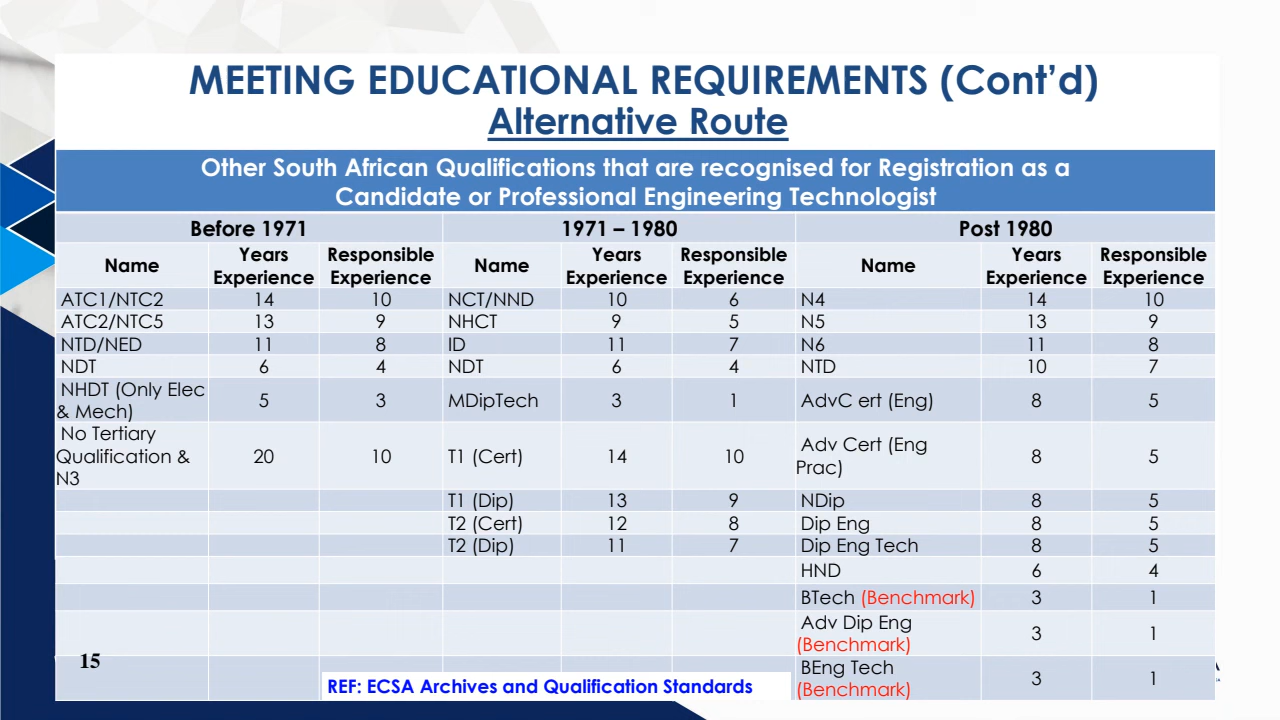 MEETING EDUCATIONAL REQUIREMENTS (Cont’d)
Alternative Route
Other South African Qualifications that are recognised for Registration as a
Candidate or Professional Engineering Technologist
Before 1971 1971 – 1980 Post 1980
Name Years Experience Responsible Experience Name Years Experience Responsible Experience Name Years Experience Responsible Experience
ATC1/NTC2 14 10 NCT/NND 10 6 N4 14 10
ATC2/NTC5 13 9 NHCT 9 5 N5 13 9
NTD/NED 11 8 ID 11 7 N6 11 8
NDT 6 4 NDT 6 4 NTD 10 7
NHDT (Only Elec & Mech) 5 3 MDipTech 3 1 AdvC ert (Eng) 8 5
No Tertiary Qualification & N3 20 10 T1 (Cert) 14 10 Adv Cert (Eng Prac) 8 5
T1 (Dip) 13 9 NDip 8 5
T2 (Cert) 12 8 Dip Eng 8 5
T2 (Dip) 11 7 Dip Eng Tech 8 5
HND 6 4
BTech (Benchmark) 3 1
Adv Dip Eng (Benchmark) 3 1
BEng Tech (Benchmark) 3 1
15
REF: ECSA Archives and Qualification Standards